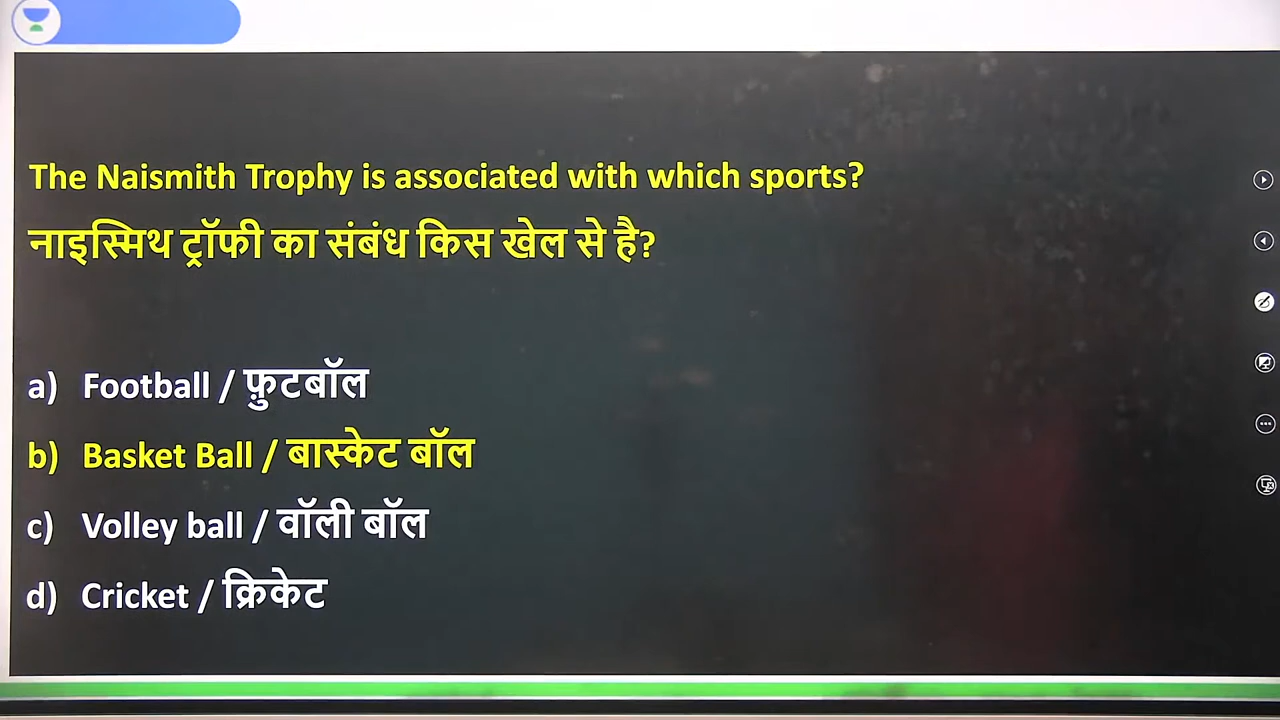 The Naismith Trophy is associated with which sports?
नाइस्मिथ ट्रॉफी का संबंध किस खेल से है?
a) Football / फ़ुटबॉल
b) Basket Ball / बास्केट बॉल
c) Volley ball / वॉली बॉल
d) Cricket / क्रिकेट